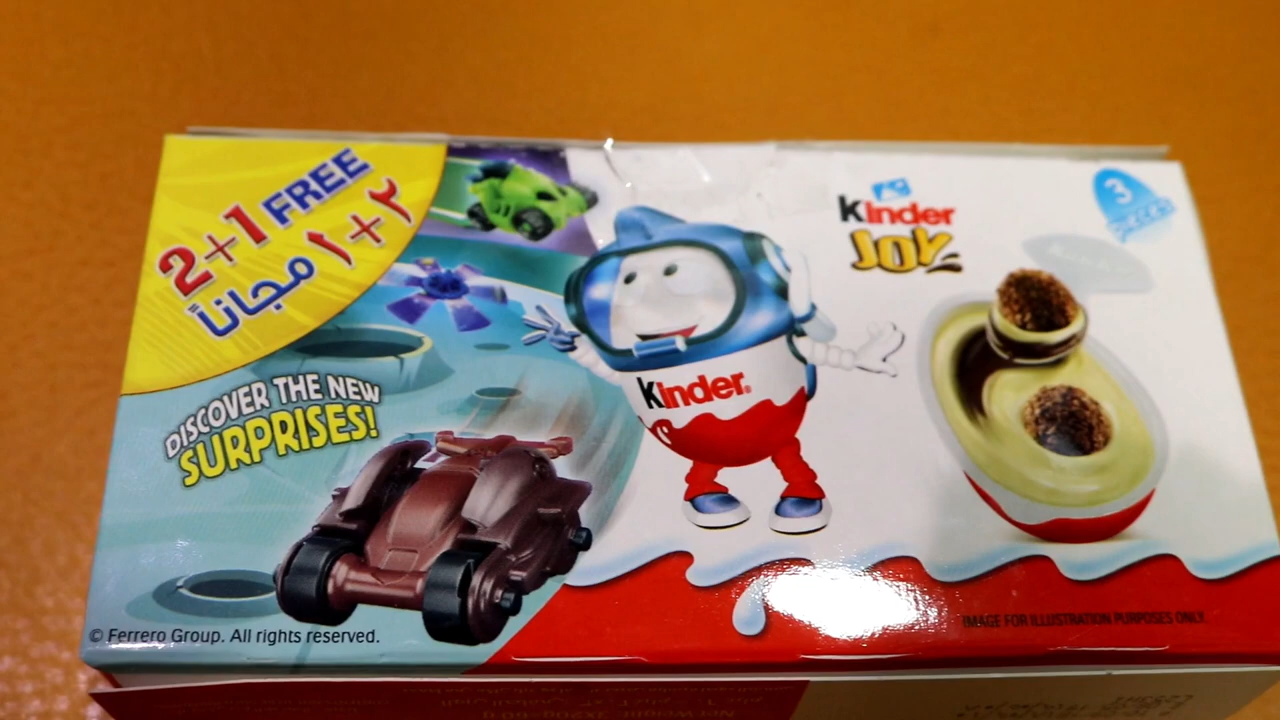 2+1 FREE
٢+١ مجاناً
DISCOVER THE NEW
SURPRISES!
© Ferrero Group. All rights reserved.
kinder®
kinder
JOY
3
PIECES
IMAGE FOR ILLUSTRATION PURPOSES ONLY.